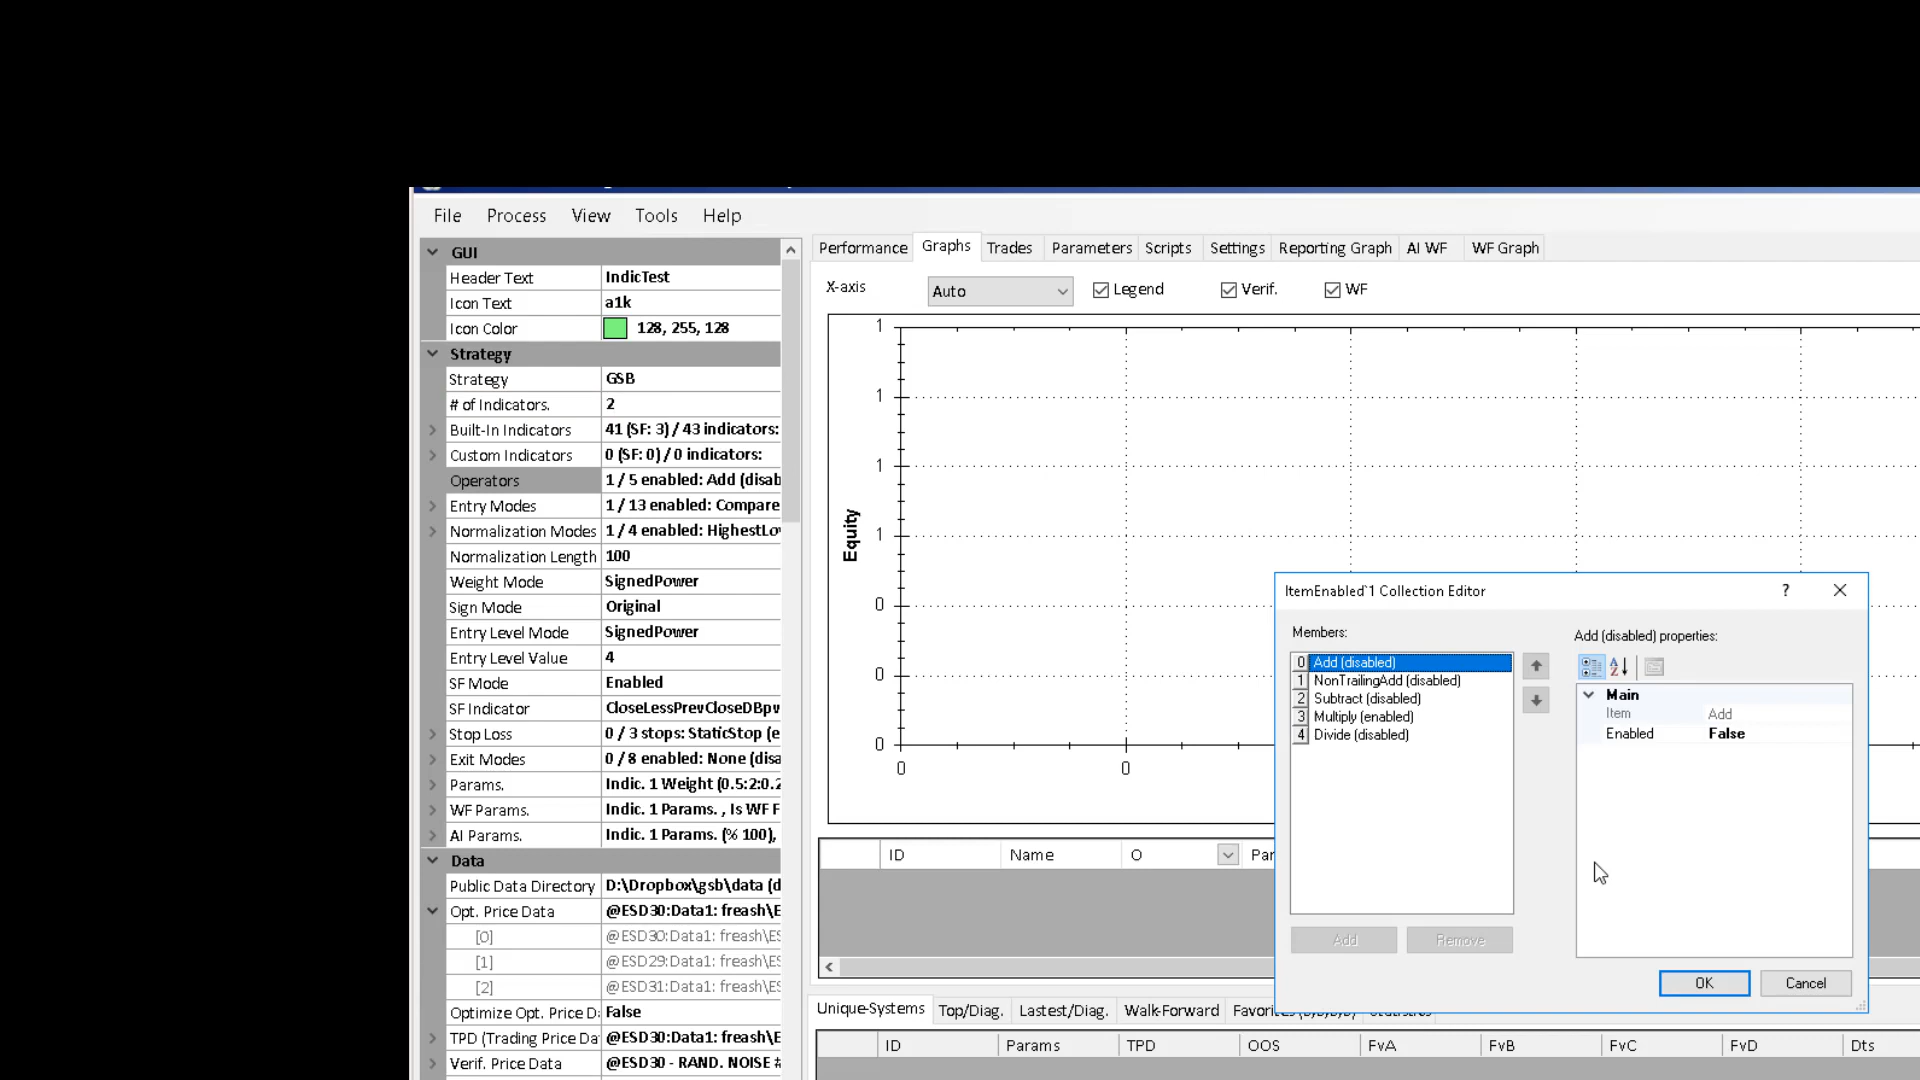 File Process View Tools Help
GUI
Header Text IndicTest
Icon Text a1k
Icon Color 128, 255, 128
Strategy
Strategy GSB
# of Indicators. 2
Built-In Indicators 41 (SF: 3) / 43 indicators:
Custom Indicators 0 (SF: 0) / 0 indicators:
Operators 1 / 5 enabled: Add (disab
Entry Modes 1 / 13 enabled: Compare
Normalization Modes 1 / 4 enabled: HighestLo
Normalization Length 100
Weight Mode SignedPower
Sign Mode Original
Entry Level Mode SignedPower
Entry Level Value 4
SF Mode Enabled
SF Indicator CloseLessPrevCloseDBpv
Stop Loss 0 / 3 stops: StaticStop (e
Exit Modes 0 / 8 enabled: None (disa
Params. Indic. 1 Weight (0.5:2:0.2
WF Params. Indic. 1 Params. , Is WF F
AI Params. Indic. 1 Params. (% 100),
Data
Public Data Directory D:\Dropbox\gsb\data (d
Opt. Price Data @ESD30:Data1: freash\E
[0] @ESD30:Data1: freash\ES
[1] @ESD29:Data1: freash\ES
[2] @ESD31:Data1: freash\ES
Optimize Opt. Price D: False
TPD (Trading Price Da @ESD30:Data1: freash\E
Verif. Price Data @ESD30 - RAND. NOISE #
Performance Graphs Trades Parameters Scripts Settings Reporting Graph AI WF WF Graph
X-axis Auto Legend Verif. WF
1
1
1
1
0
0
0
Equity
0 0
ItemEnabled`1 Collection Editor ?
Members:
0 Add (disabled)
1 NonTrailingAdd (disabled)
2 Subtract (disabled)
3 Multiply (enabled)
4 Divide (disabled)
Add Remove
Add (disabled) properties:
Main
Item Add
Enabled False
OK Cancel
ID Name O Par
Unique-Systems Top/Diag. Lastest/Diag. Walk-Forward
ID Params TPD OOS FvA FvB FvC FvD Dts